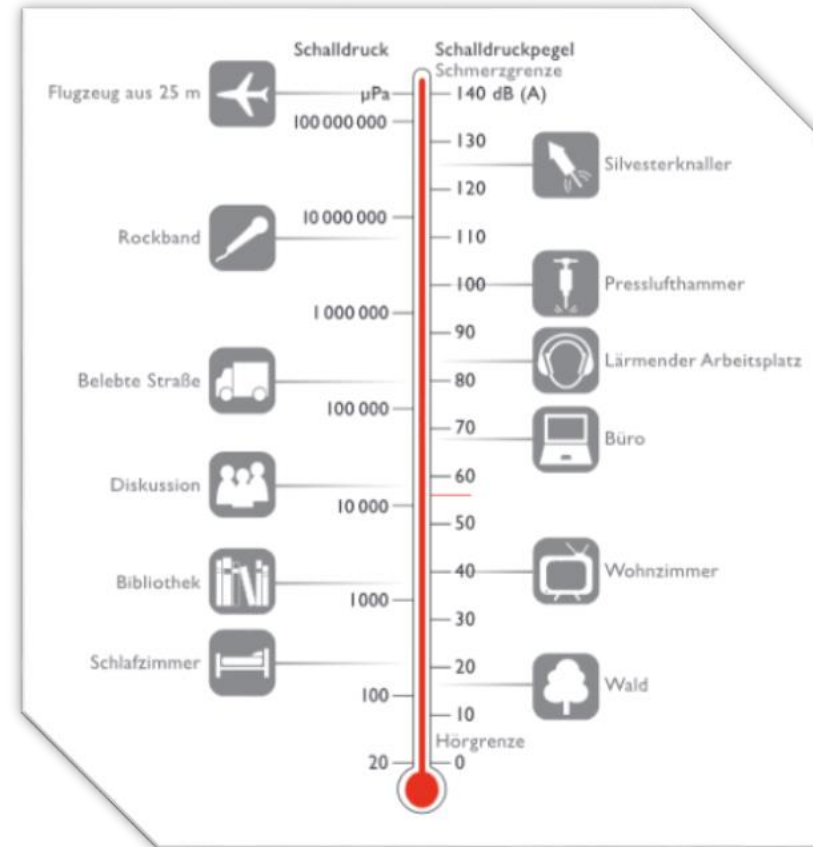 Schalldruck Schalldruckpegel
Schmerzgrenze
Flugzeug aus 25 m µPa 140 dB (A)
100 000 000
130
Silvesterknaller
120
10 000 000
Rockband 110
100 Presslufthammer
1 000 000
90
Lärmender Arbeitsplatz
Belebte Straße 80
100 000
70
Büro
60
Diskussion
10 000
50
40 Wohnzimmer
Bibliothek
1000
30
Schlafzimmer 20
Wald
100
10
Hörgrenze
20 0